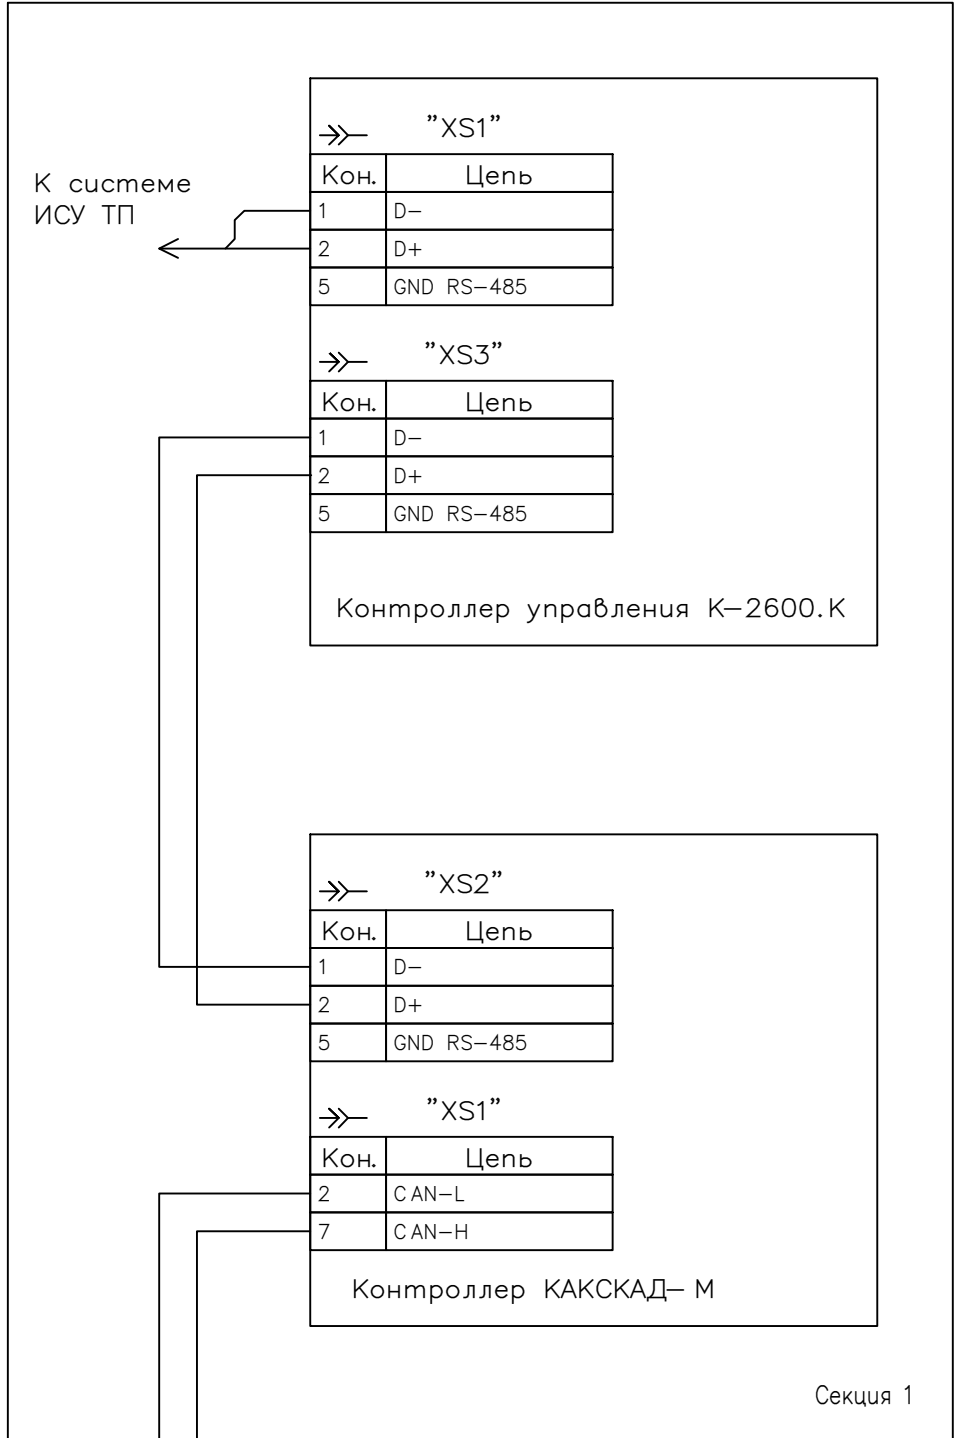 "XS1"
К системе
ИСУ ТП
Кон. Цепь
1 D-
2 D+
5 GND RS-485
"XS3"
Кон. Цепь
1 D-
2 D+
5 GND RS-485
Контроллер управления К-2600.К
"XS2"
Кон. Цепь
1 D-
2 D+
5 GND RS-485
"XS1"
Кон. Цепь
2 CAN-L
7 CAN-H
Контроллер КАКСКАД- М
Секция 1